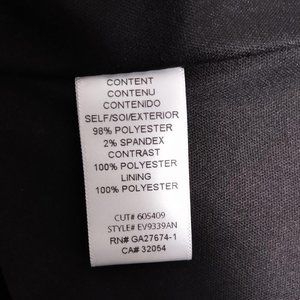 CONTENT
CONTENU
CONTENIDO
SELF/SOI/EXTERIOR
98% POLYESTER
2% SPANDEX
CONTRAST
100% POLYESTER
LINING
100% POLYESTER
CUT# 605409
STYLE# EV9339AN
RN# GA27674-1
CA# 32054